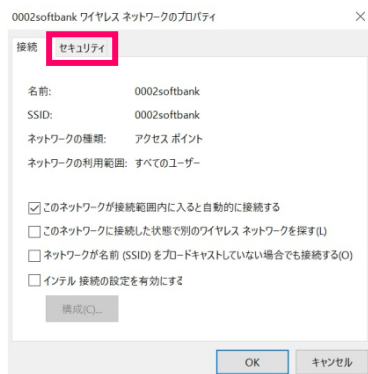 0002softbank ワイヤレス ネットワークのプロパティ
接続 セキュリティ
名前: 0002softbank
SSID: 0002softbank
ネットワークの種類: アクセス ポイント
ネットワークの利用範囲: すべてのユーザー
このネットワークが接続範囲内に入ると自動的に接続する
このネットワークに接続した状態で別のワイヤレス ネットワークを探す(L)
ネットワークが名前 (SSID) をブロードキャストしていない場合でも接続する(O)
インテル 接続の設定を有効にする
構成(C)...
OK キャンセル